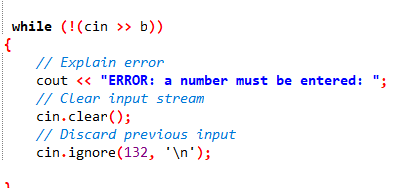 while (!(cin >> b))
{
// Explain error
cout << "ERROR: a number must be entered: ";
// Clear input stream
cin.clear();
// Discard previous input
cin.ignore(132, '\n');
}